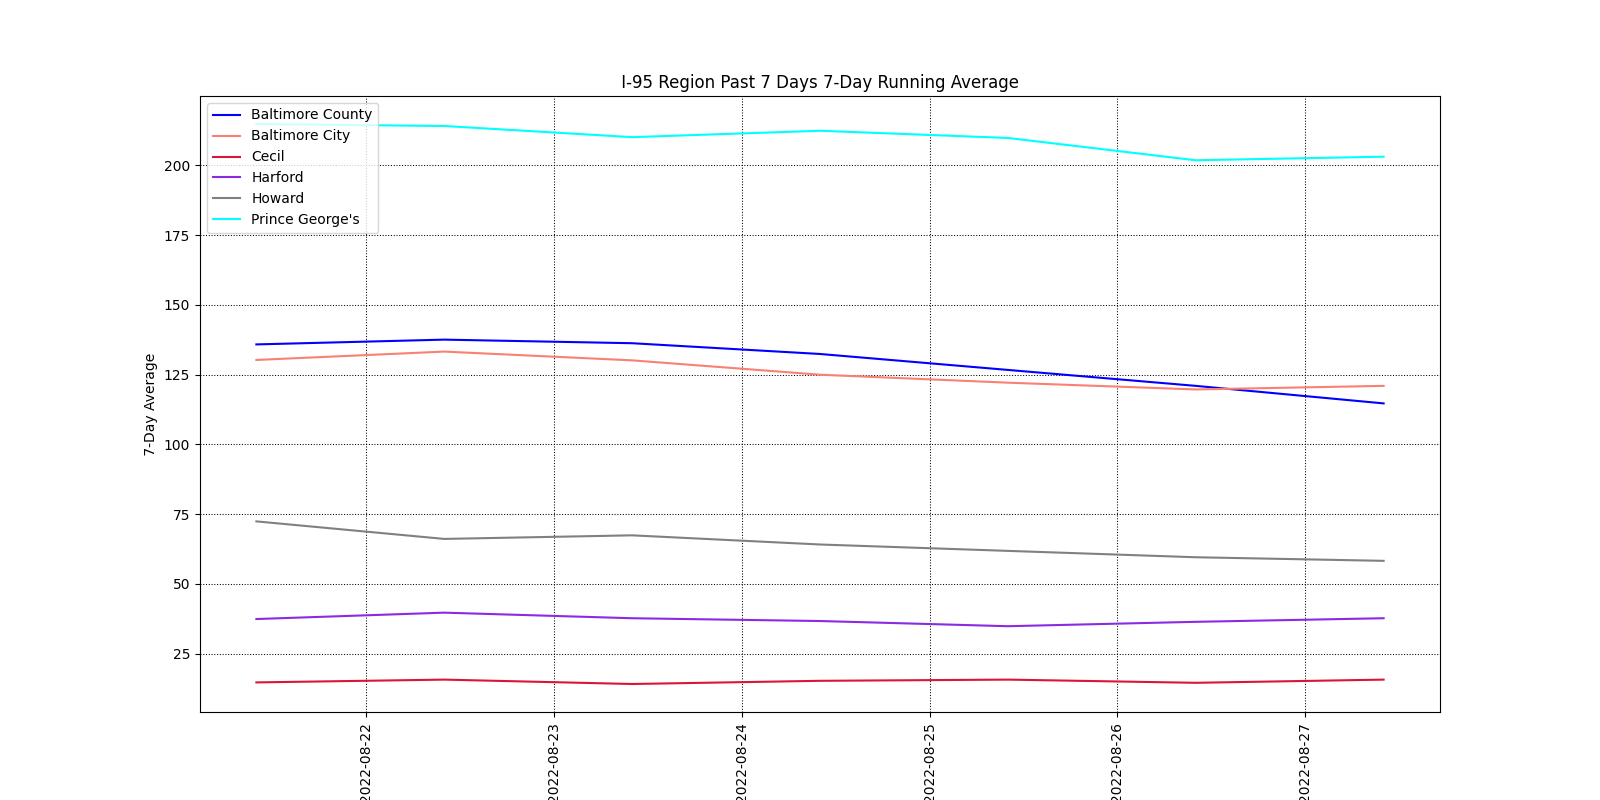 I-95 Region Past 7 Days 7-Day Running Average
Baltimore County
Baltimore City
Cecil
Harford
Howard
Prince George's
200
175
150
125
100
75
50
25
7-Day Average
2022-08-22
2022-08-23
2022-08-24
2022-08-25
2022-08-26
2022-08-27